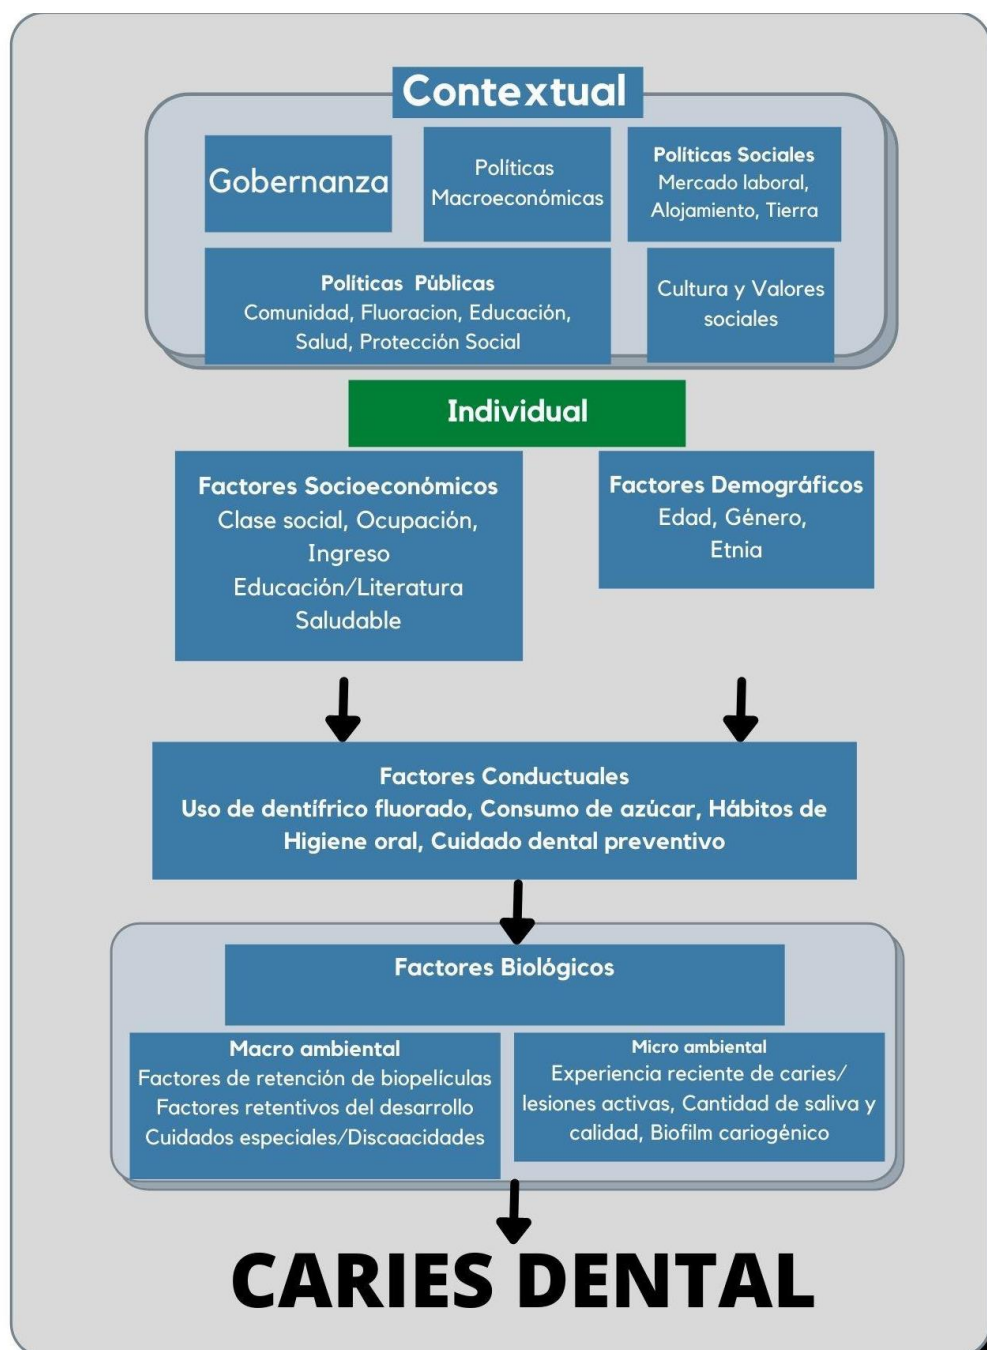 Contextual
Gobernanza
Políticas
Macroeconómicas
Políticas Sociales
Mercado laboral,
Alojamiento, Tierra
Políticas Públicas
Comunidad, Fluoracion, Educación,
Salud, Protección Social
Cultura y Valores
sociales
Individual
Factores Socioeconómicos
Clase social, Ocupación,
Ingreso
Educación/Literatura
Saludable
Factores Demográficos
Edad, Género,
Etnia
Factores Conductuales
Uso de dentífrico fluorado, Consumo de azúcar, Hábitos de
Higiene oral, Cuidado dental preventivo
Factores Biológicos
Macro ambiental
Factores de retención de biopelículas
Factores retentivos del desarrollo
Cuidados especiales/Discaacidades
Micro ambiental
Experiencia reciente de caries/
lesiones activas, Cantidad de saliva y
calidad, Biofilm cariogénico
CARIES DENTAL